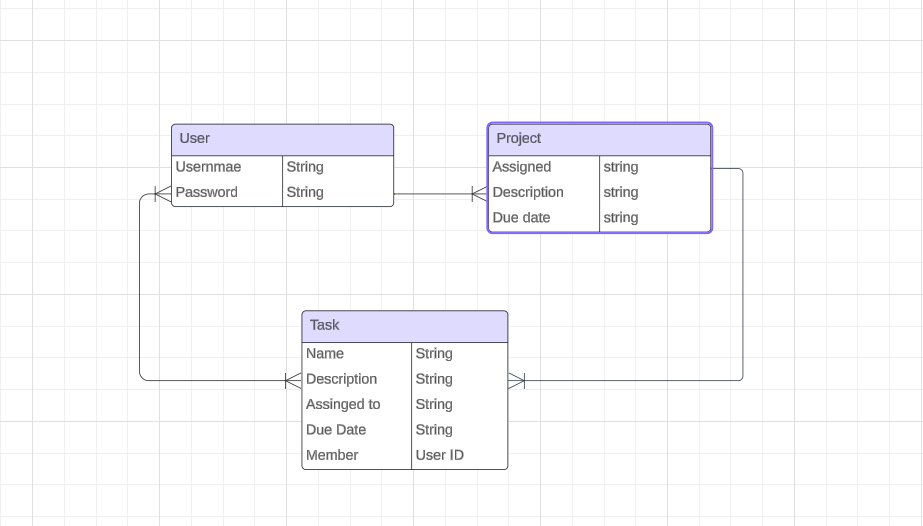 User
Usernmae String
Password String
Project
Assigned string
Description string
Due date string
Task
Name String
Description String
Assinged to String
Due Date String
Member User ID